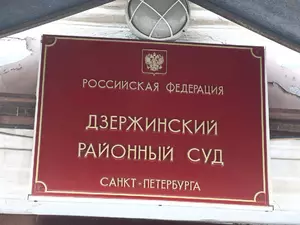 РОССИЙСКАЯ ФЕДЕРАЦИЯ
ДЗЕРЖИНСКИЙ
РАЙОННЫЙ СУД
САНКТ-ПЕТЕРБУРГА